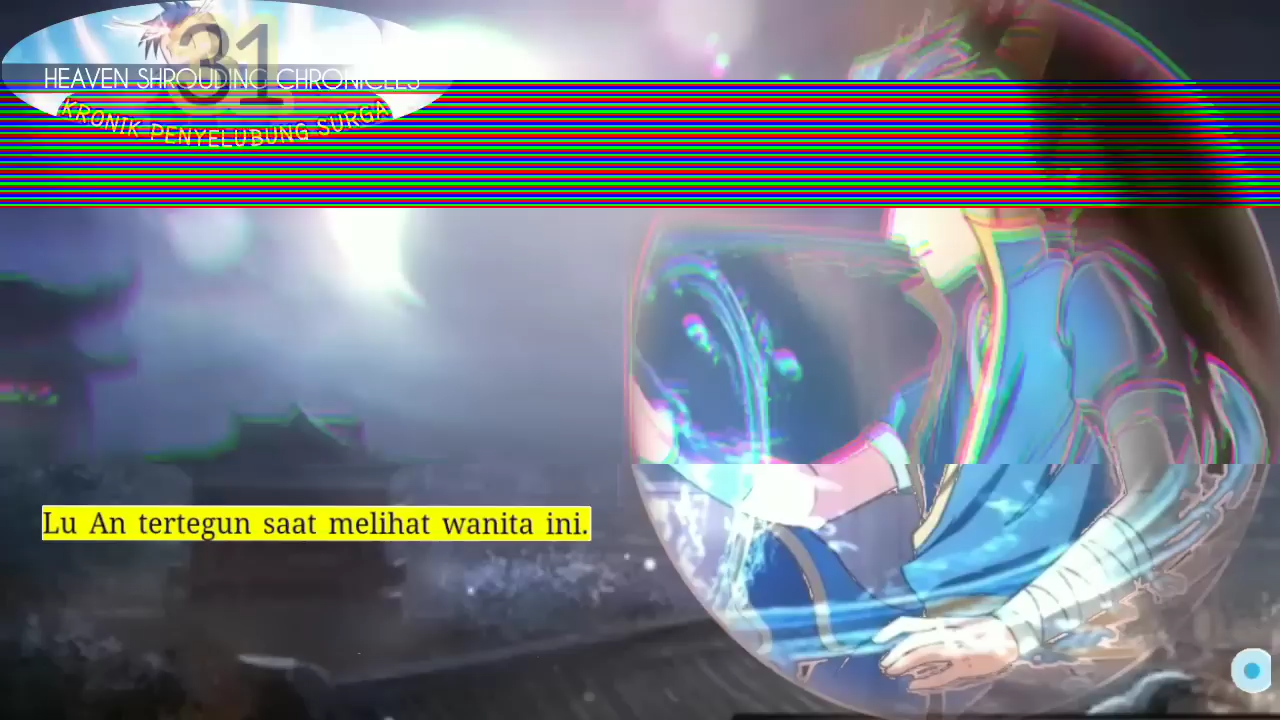 31
HEAVEN SHROUDING CHRONICLES
KRONIK PENYELUBUNG SURGA
Lu An tertegun saat melihat wanita ini.